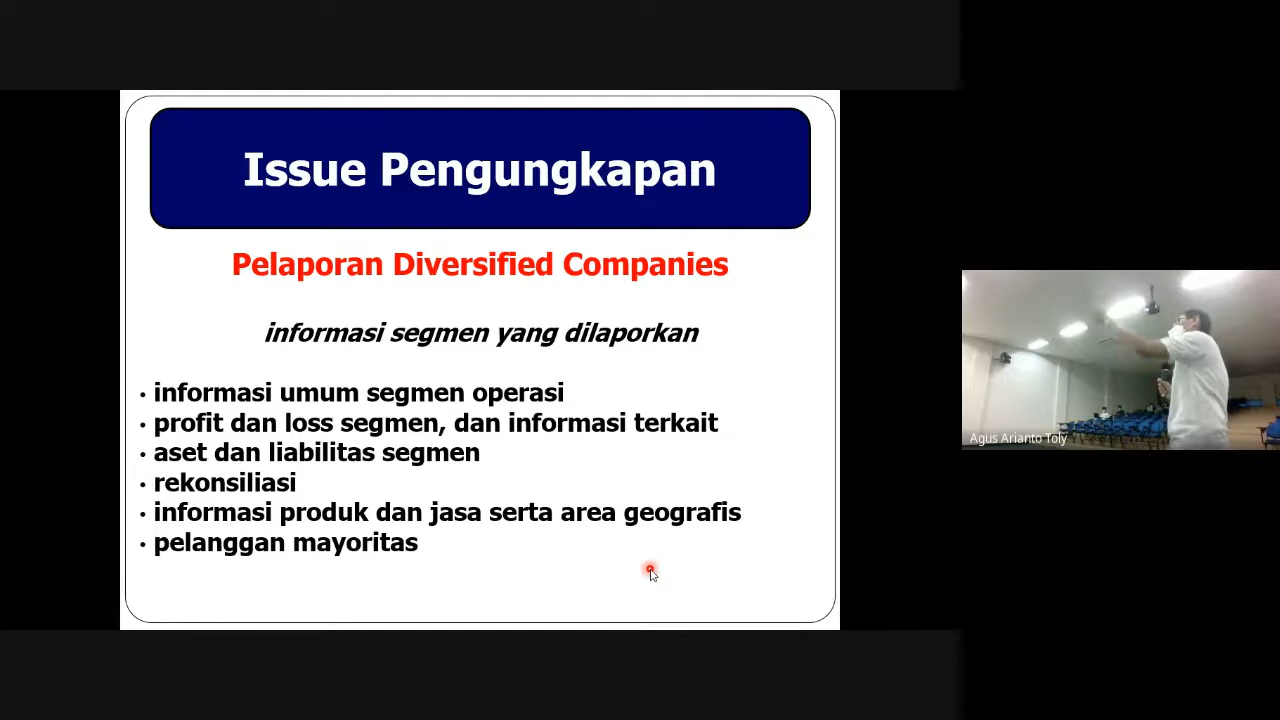 Issue Pengungkapan
Pelaporan Diversified Companies
informasi segmen yang dilaporkan
• informasi umum segmen operasi
• profit dan loss segmen, dan informasi terkait
• aset dan liabilitas segmen
• rekonsiliasi
• informasi produk dan jasa serta area geografis
• pelanggan mayoritas
Agus Arianto Toly